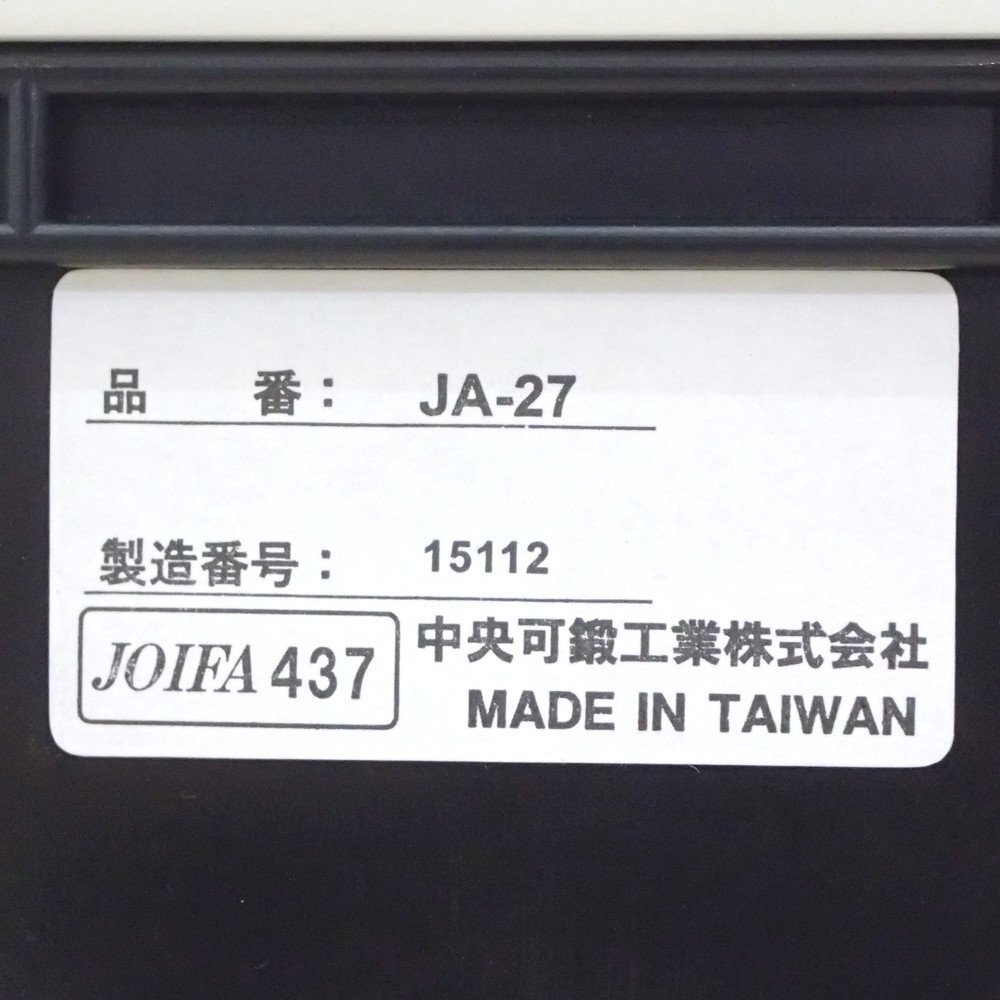 品　　番： JA-27
製造番号： 15112
JOIFA 437
中央可鍛工業株式会社
MADE IN TAIWAN